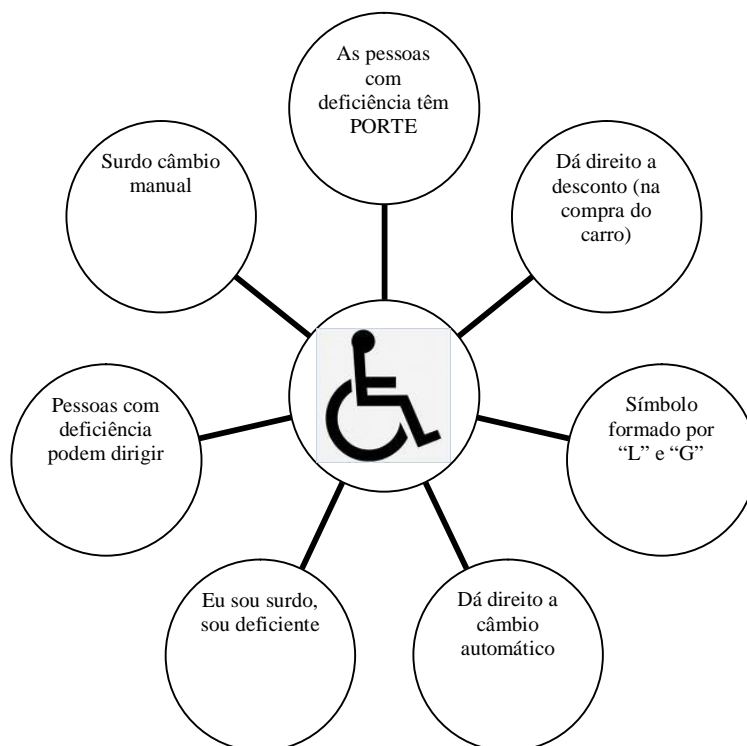 As pessoas
com
deficiência têm
PORTE
Dá direito a
desconto (na
compra do
carro)
Símbolo
formado por
“L” e “G”
Dá direito a
câmbio
automático
Eu sou surdo,
sou deficiente
Pessoas com
deficiência
podem dirigir
Surdo câmbio
manual